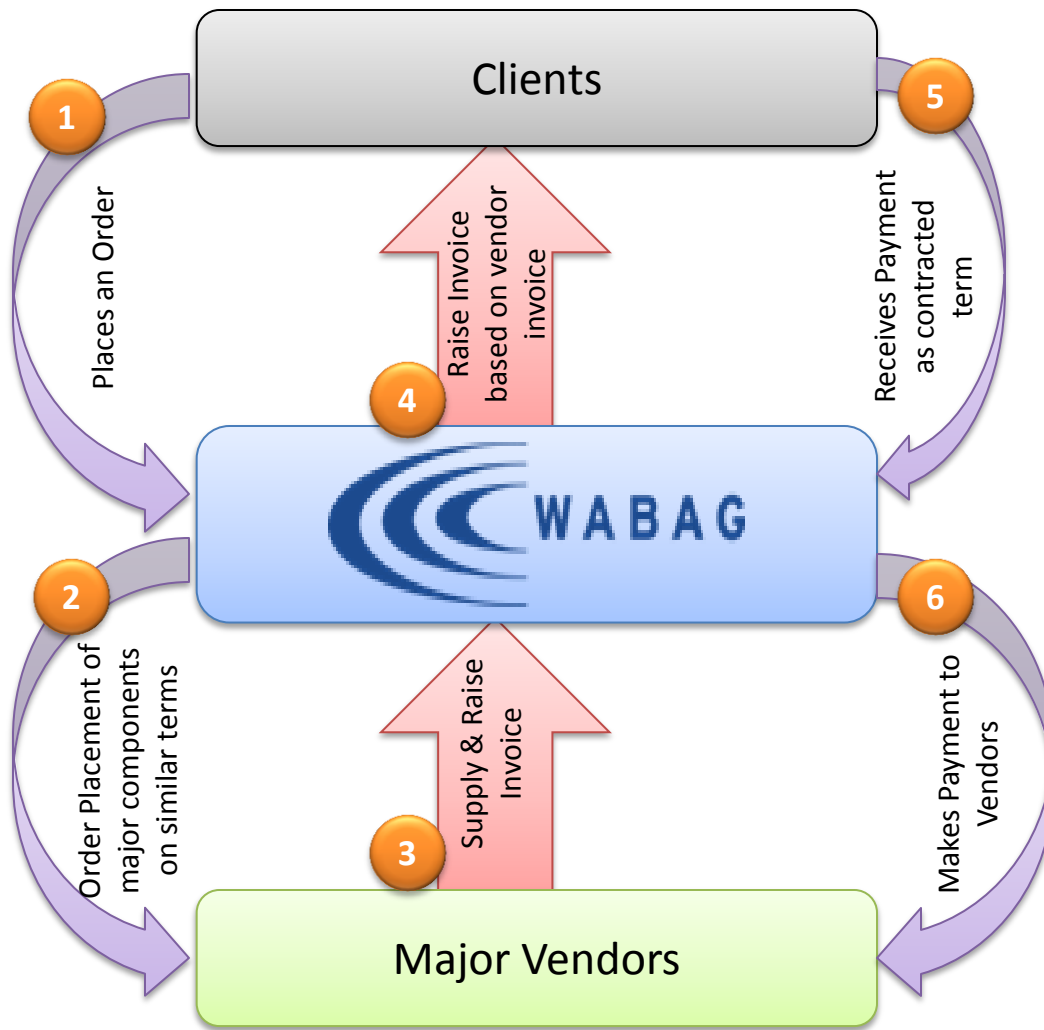 Clients
1
Places an Order
5
Receives Payment
as contracted
term
Raise Invoice
based on vendor
invoice
4
WABAG
2
Order Placement of
major components
on similar terms
6
Makes Payment to
Vendors
Supply & Raise
Invoice
3
Major Vendors